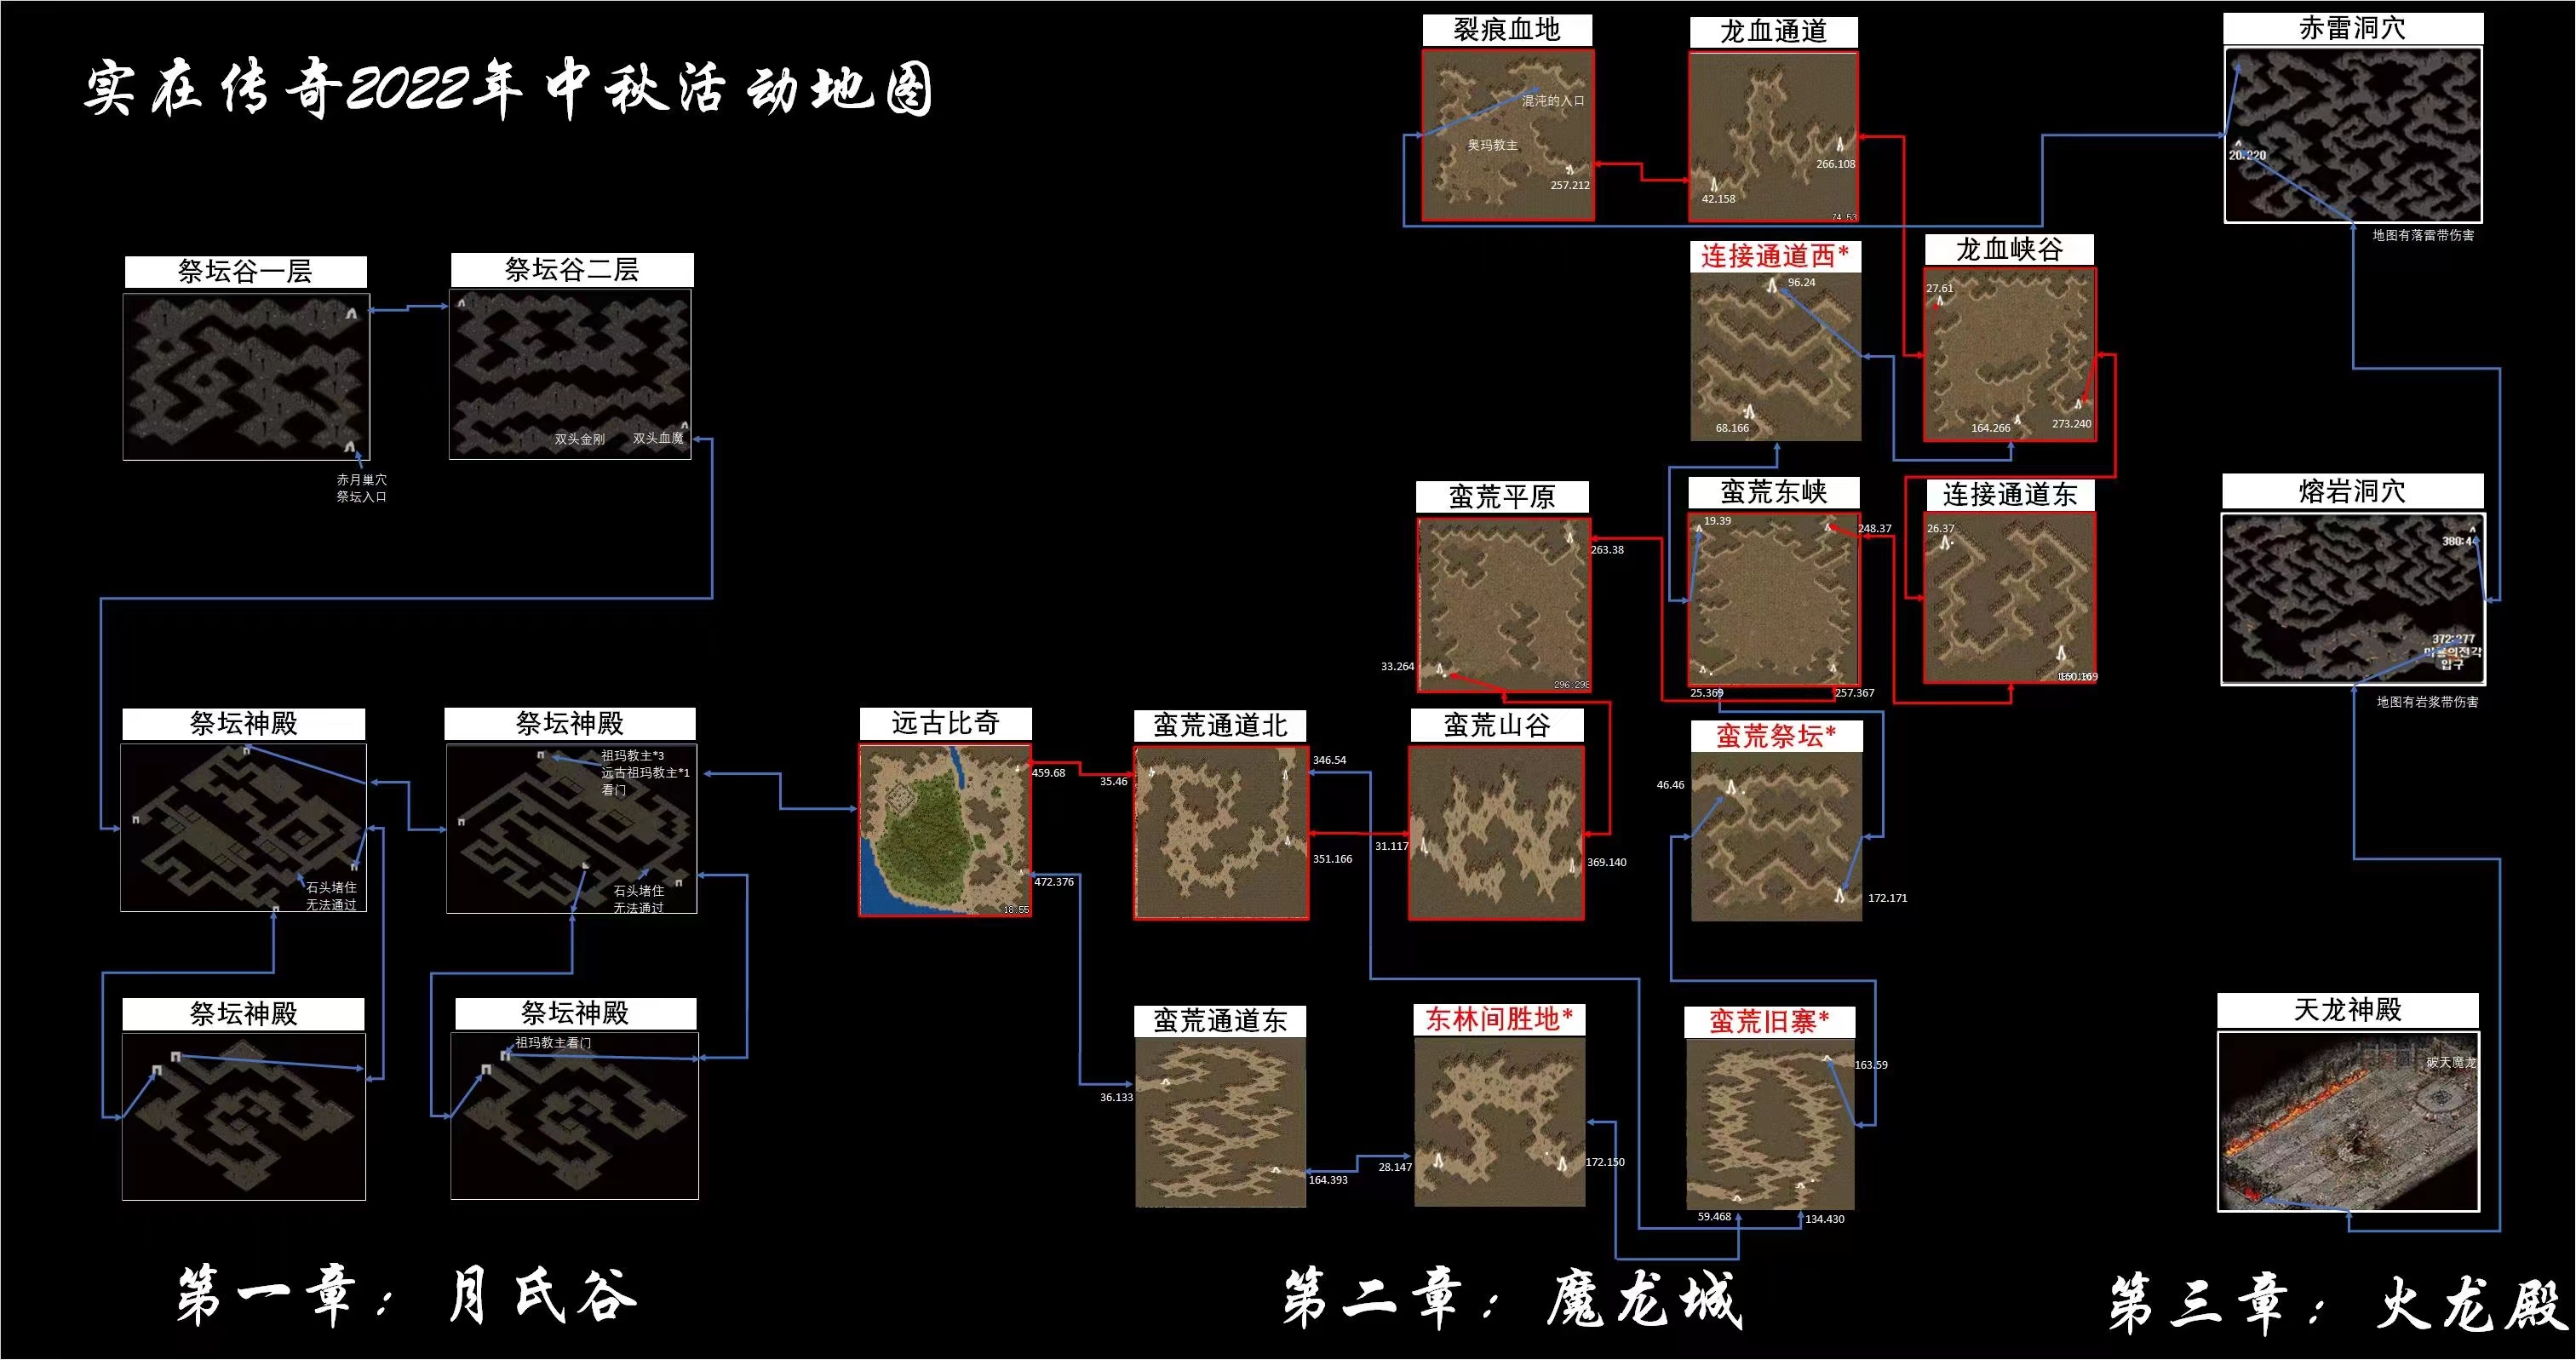 实在传奇2022年中秋活动地图
裂痕血地
混沌的入口
奥玛教主
257.212
龙血通道
266.108
42.158
74.53
赤雷洞穴
20:220
地图有落雷带伤害
祭坛谷一层
赤月巢穴
祭坛入口
祭坛谷二层
双头金刚
双头血魔
连接通道西*
96.24
68.166
龙血峡谷
27.61
164.266
273.240
蛮荒平原
263.38
33.264
296.298
蛮荒东峡
19.39
248.37
25.369
257.367
连接通道东
26.37
熔岩洞穴
380:44
372:277
입구
地图有岩浆带伤害
祭坛神殿
石头堵住
无法通过
祭坛神殿
祖玛教主*3
远古祖玛教主*1
看门
石头堵住
无法通过
远古比奇
459.68
472.376
18:55
蛮荒通道北
35.46
346.54
351.166
蛮荒山谷
31.117
369.140
蛮荒祭坛*
46.46
172.171
祭坛神殿
祭坛神殿
祖玛教主看门
蛮荒通道东
36.133
164.393
东林间胜地*
28.147
172.150
蛮荒旧寨*
163.59
59.468
134.430
天龙神殿
破天魔龙
第一章：月氏谷
第二章：魔龙城
第三章：火龙殿